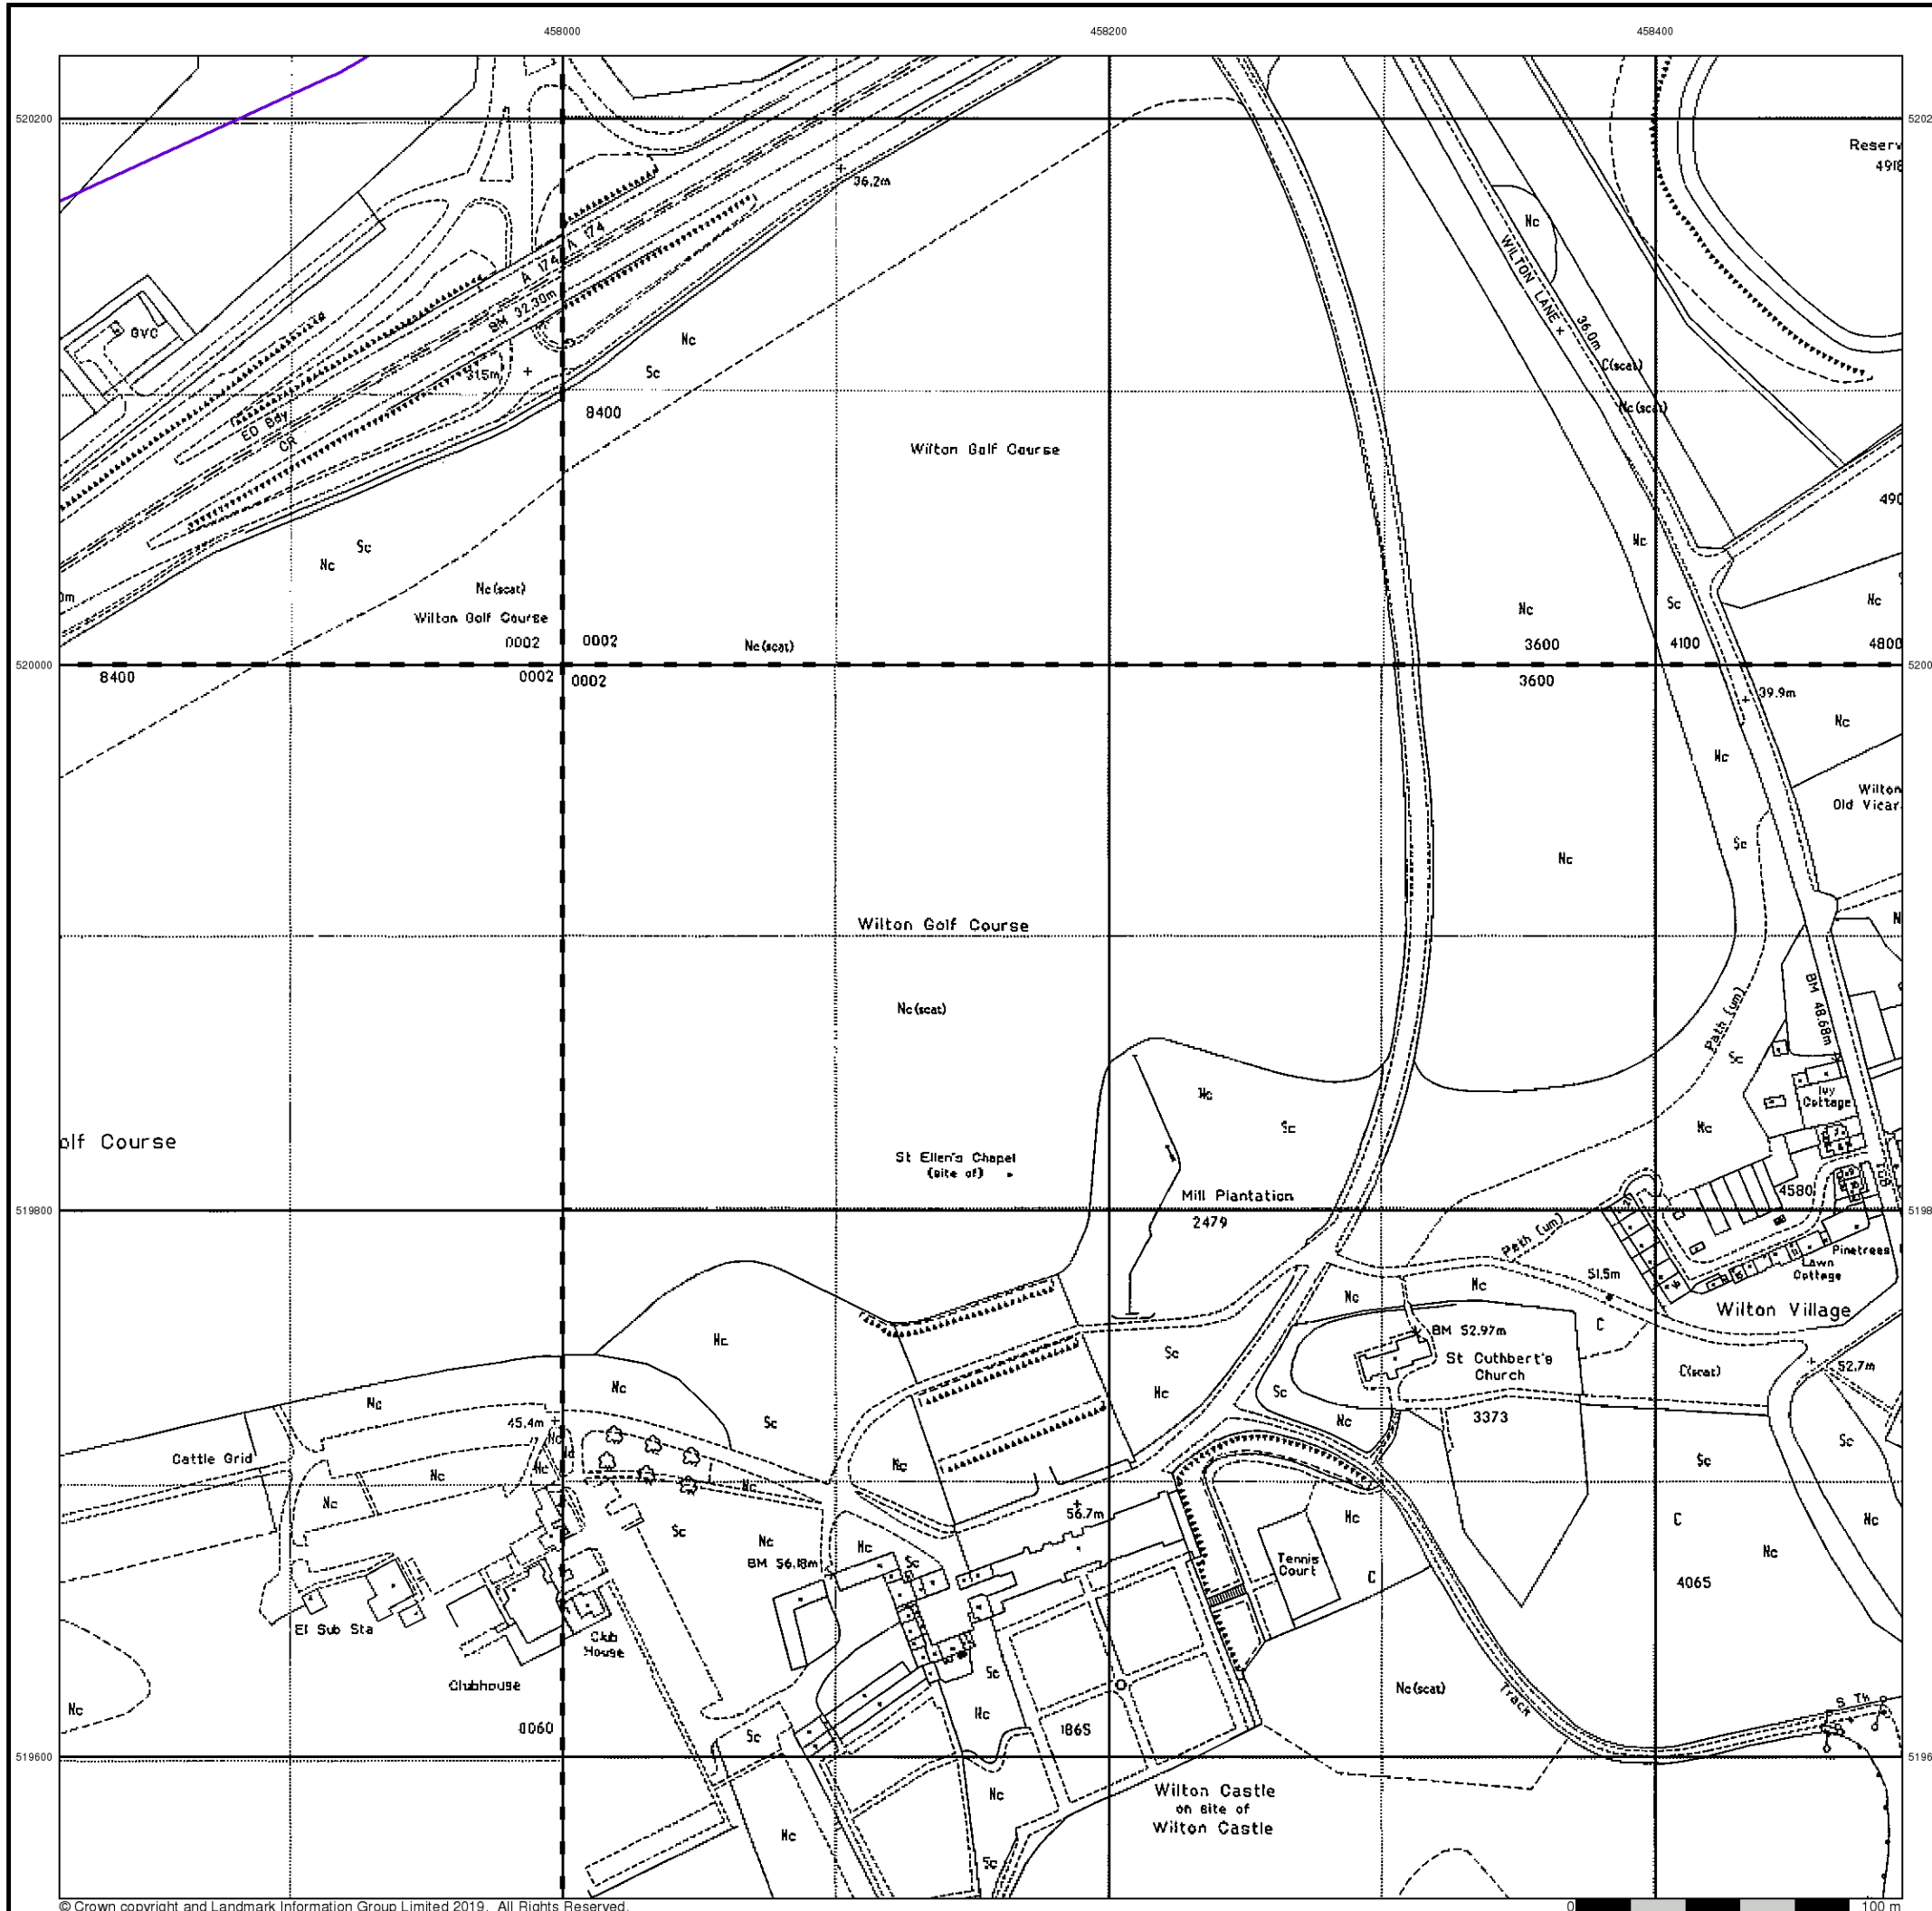 458000
458200
458400
520200
5202
Reserv
4918
36.2m
Nc
A 174
A 174
WILTON LANE
BM 32.30m
36.0m
GVC
Nc
Sc
31.5m
C(scat)
8400
Nc(scat)
ED Bdy
CR
Wilton Golf Course
490
Nc
Sc
Nc
Nc(scat)
0m
Nc
Sc
Nc
Wilton Golf Course
0002
0002
Nc(scat)
3600
4100
4800
520000
5200
8400
0002
0002
3600
39.9m
Nc
Nc
Wilton
Old Vicar
Sc
Nc
Wilton Golf Course
N
BM 48.68m
Nc(scat)
Path (um)
Sc
Nc
Ivy
Cottage
Sc
Nc
olf Course
St Ellen's Chapel
(site of)
Mill Plantation
4580
519800
5198
2479
Path (um)
Pinetrees
51.5m
Lawn
Cottage
Nc
Nc
Wilton Village
C
BM 52.97m
Nc
Sc
St Cuthbert's
Church
52.7m
C(scat)
Nc
Nc
Sc
Nc
45.4m
Sc
Nc
3373
Sc
Cattle Grid
Nc
Nc
Nc
Nc
Nc
Sc
Nc
56.7m
Sc
Nc
Nc
C
Nc
Nc
BM 56.18m
Sc
Tennis
Court
C
Nc
4065
El Sub Sta
Club
House
Sc
Clubhouse
Nc(scat)
Nc
Nc
Track
S Tk
0060
Sc
1865
519600
5196
Nc
Wilton Castle
on site of
Wilton Castle
Nc
Sc
© Crown copyright and Landmark Information Group Limited 2019. All Rights Reserved.
0
100 m